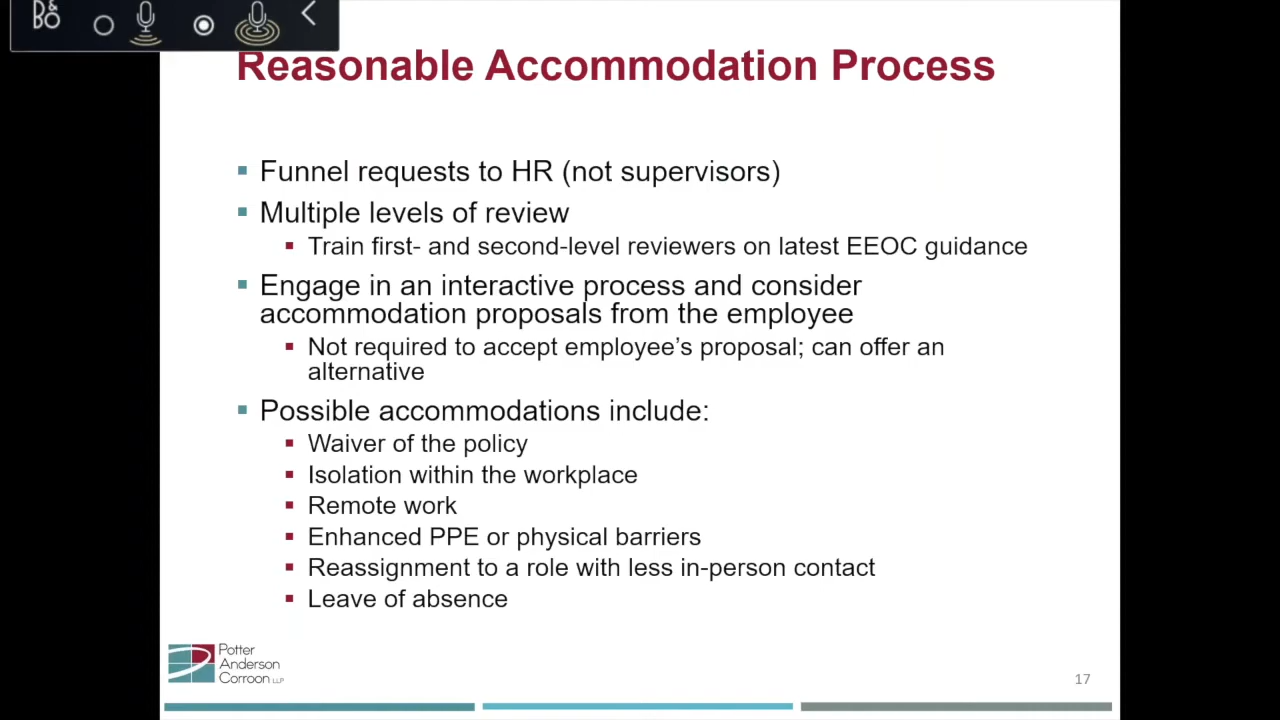 B&O
Reasonable Accommodation Process
Funnel requests to HR (not supervisors)
Multiple levels of review
Train first- and second-level reviewers on latest EEOC guidance
Engage in an interactive process and consider
accommodation proposals from the employee
Not required to accept employee’s proposal; can offer an
alternative
Possible accommodations include:
Waiver of the policy
Isolation within the workplace
Remote work
Enhanced PPE or physical barriers
Reassignment to a role with less in-person contact
Leave of absence
Potter
Anderson
Corroon LLP
17